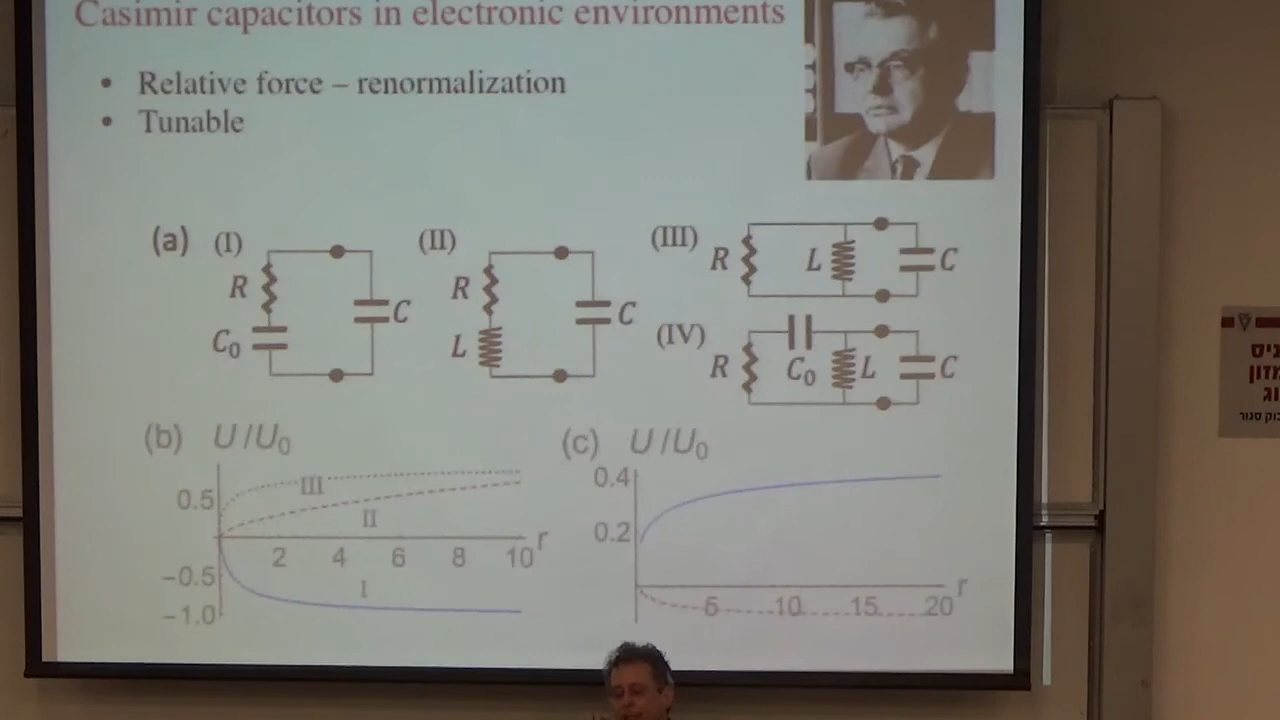 Casimir capacitors in electronic environments
• Relative force – renormalization
• Tunable
(a) (I) R C₀ C
(II) R L C
(III) R L C
(IV) R C₀ L C
(b) U/U₀
0.5
−0.5
−1.0
2 4 6 8 10 r
III
II
I
(c) U/U₀
0.4
0.2
5 10 15 20 r